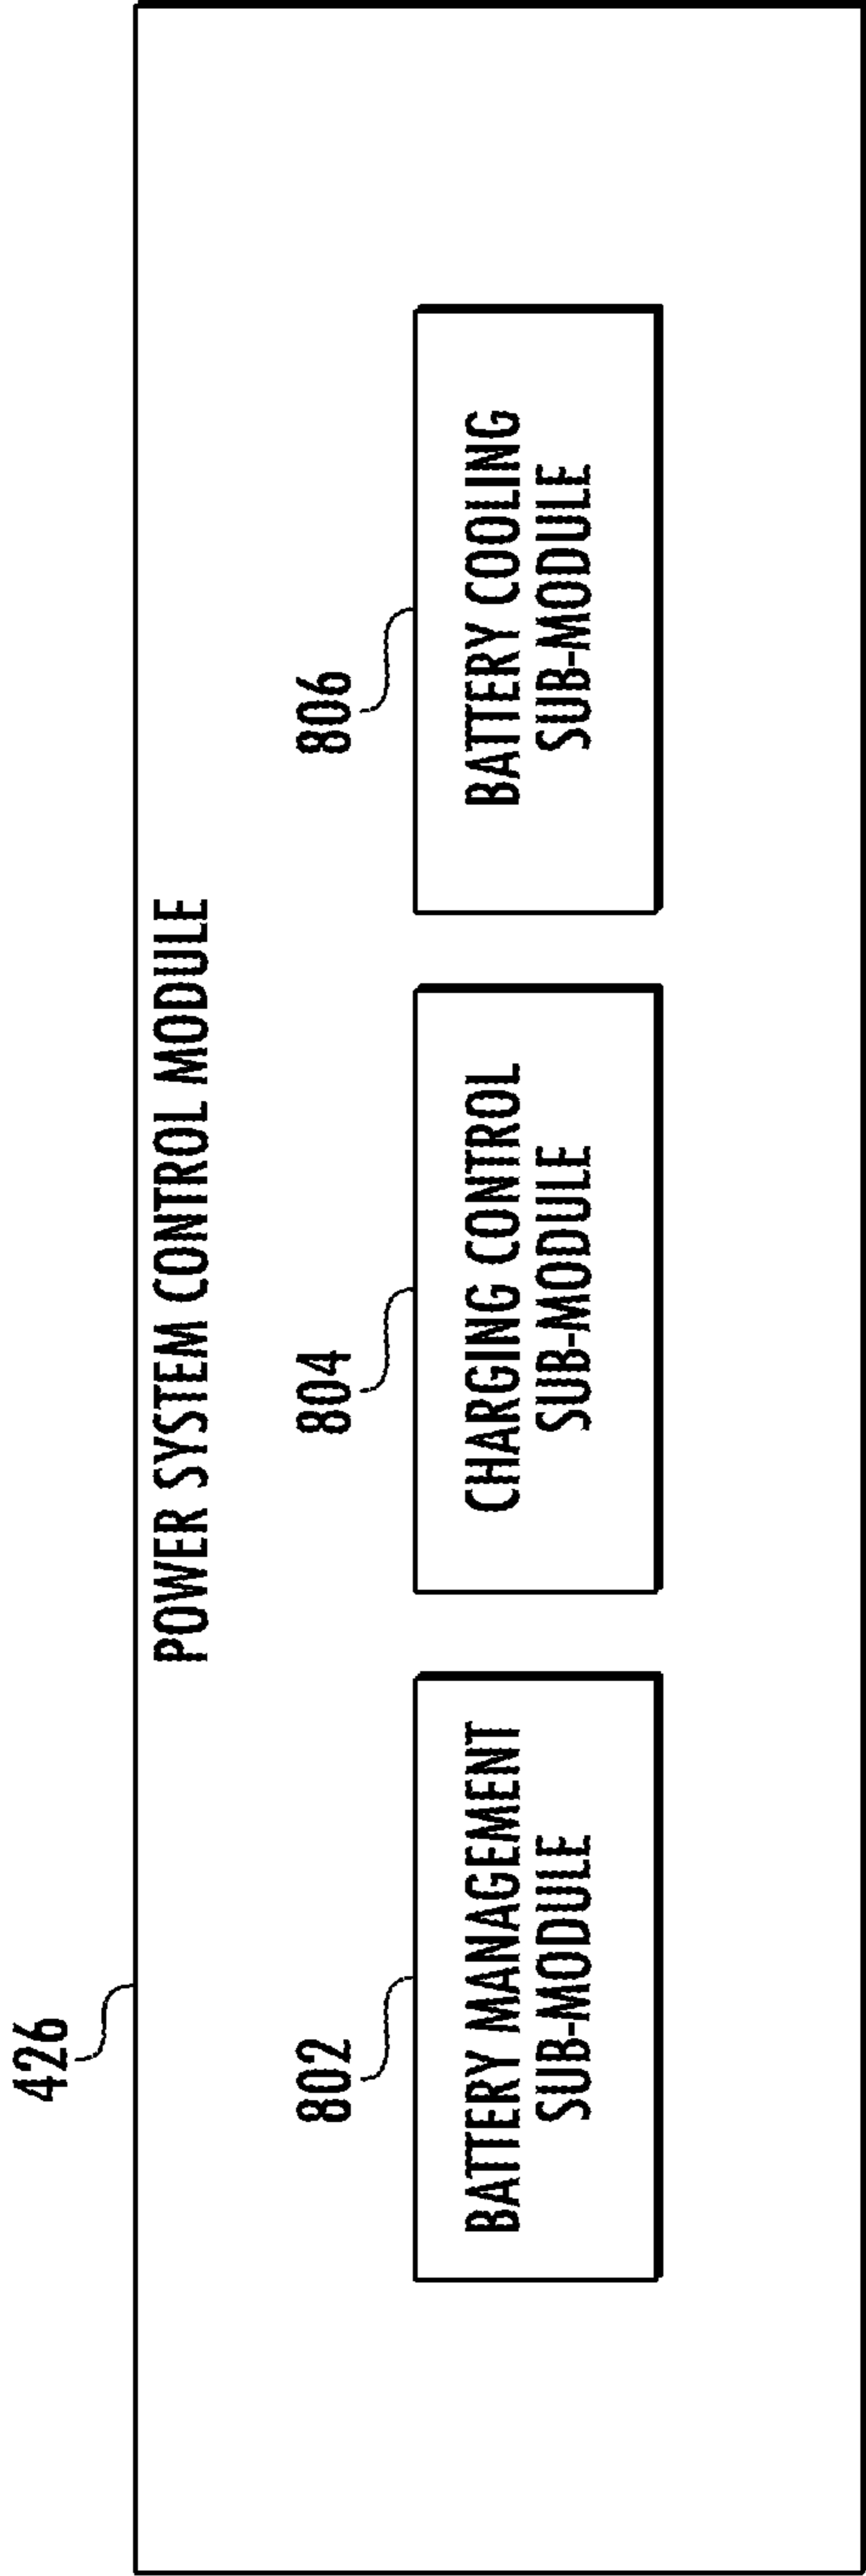 426
POWER SYSTEM CONTROL MODULE
802
BATTERY MANAGEMENT
SUB-MODULE
804
CHARGING CONTROL
SUB-MODULE
806
BATTERY COOLING
SUB-MODULE